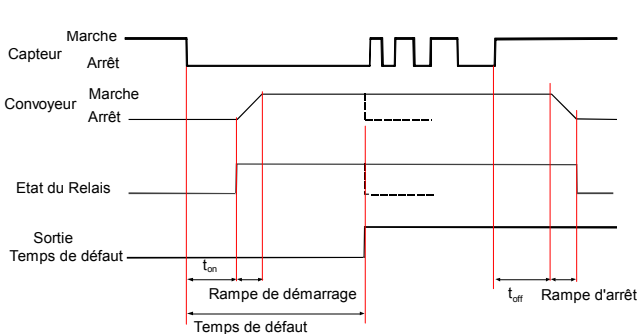 Marche
Capteur
Arrêt
Convoyeur
Marche
Arrêt
Etat du Relais
Sortie
Temps de défaut
ton
Rampe de démarrage
toff
Rampe d'arrêt
Temps de défaut